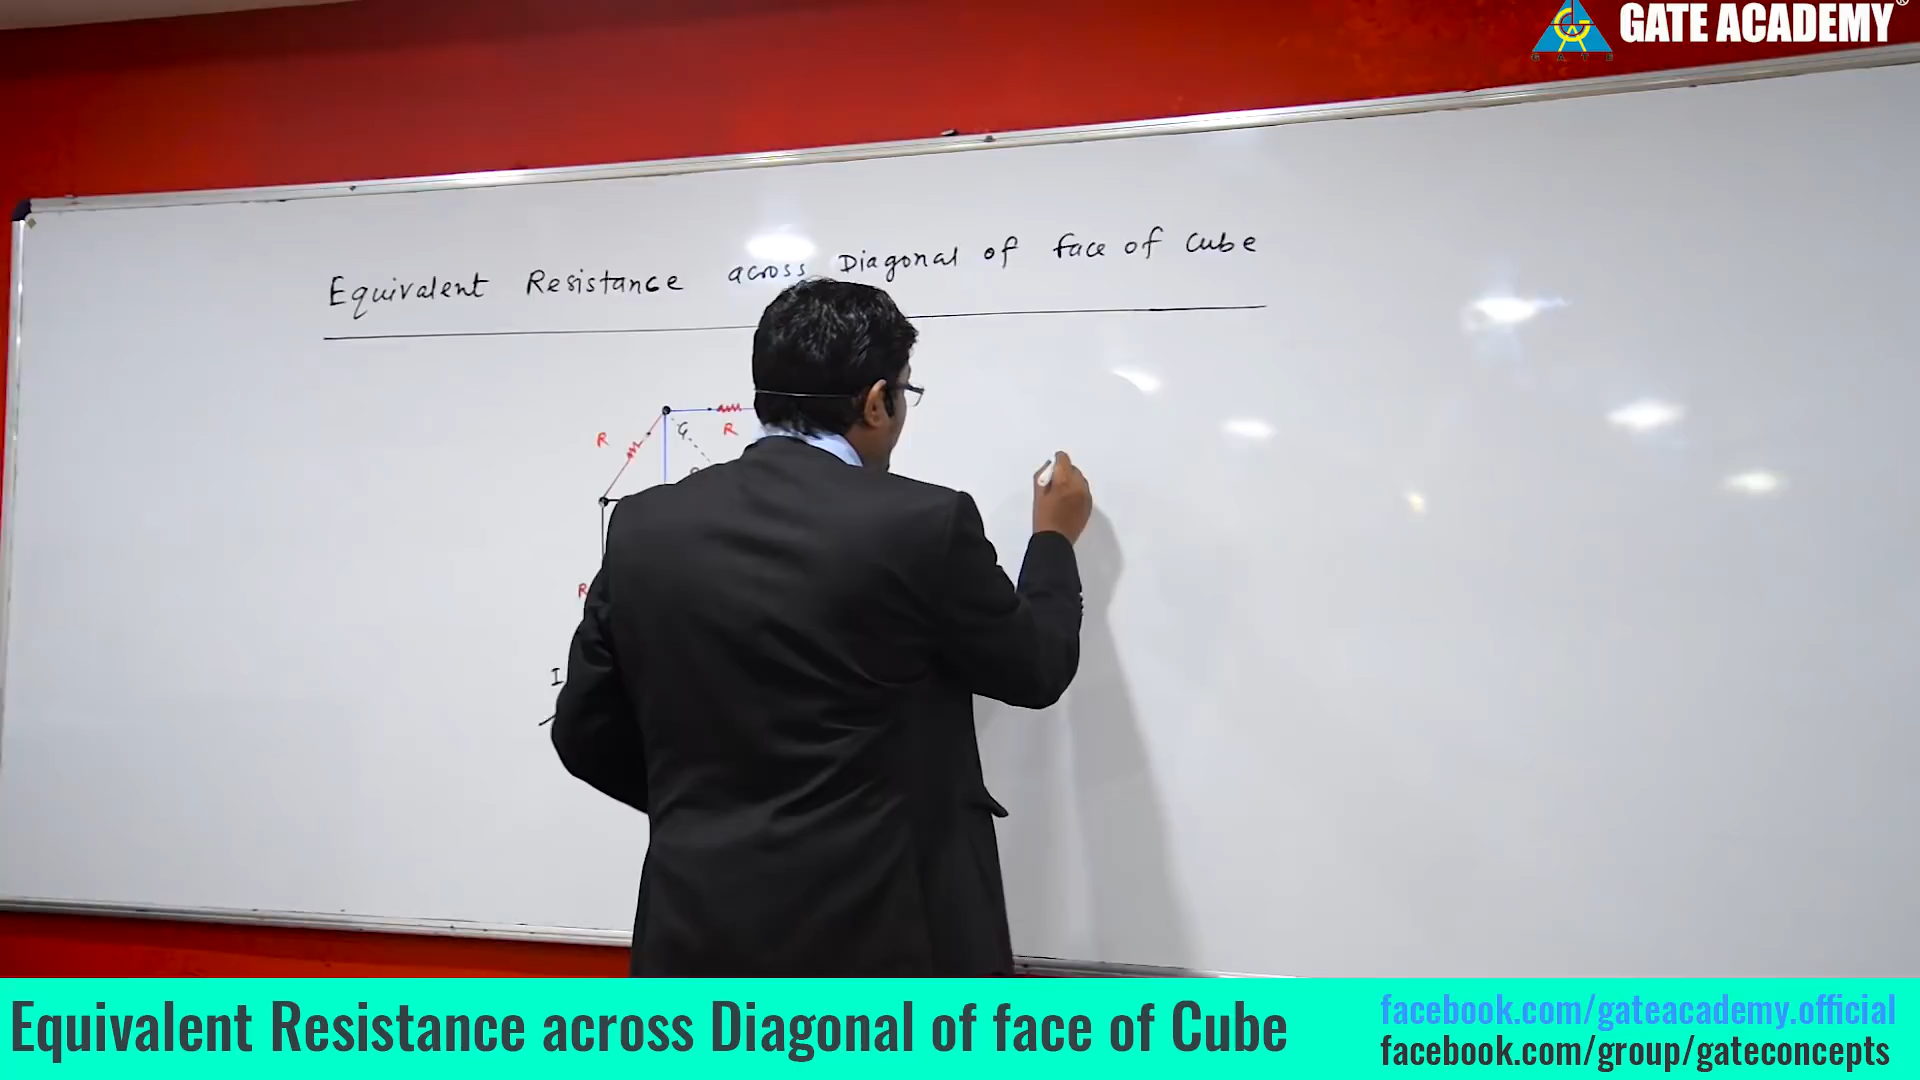 GATE ACADEMY®
GATE
Equivalent Resistance across Diagonal of face of Cube
R
R
R
I
Equivalent Resistance across Diagonal of face of Cube
facebook.com/gateacademy.official
facebook.com/group/gateconcepts